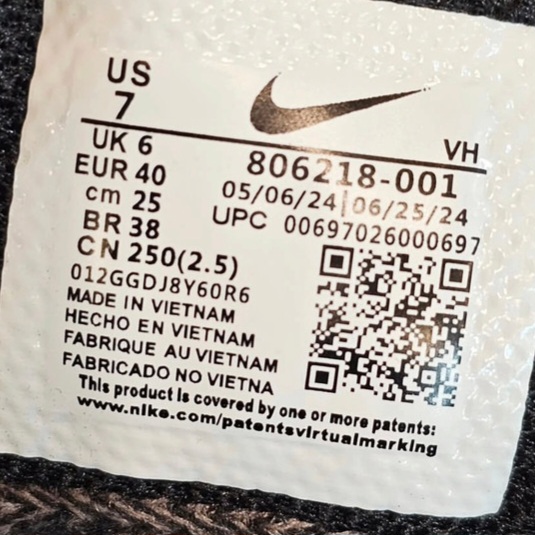 US
7
VH
UK 6
EUR 40
cm 25
BR 38
CN 250(2.5)
806218-001
05/06/24|06/25/24
UPC 00697026000697
012GGDJ8Y60R6
MADE IN VIETNAM
HECHO EN VIETNAM
FABRIQUE AU VIETNAM
FABRICADO NO VIETNA
This product is covered by one or more patents:
www.nike.com/patentsvirtualmarking